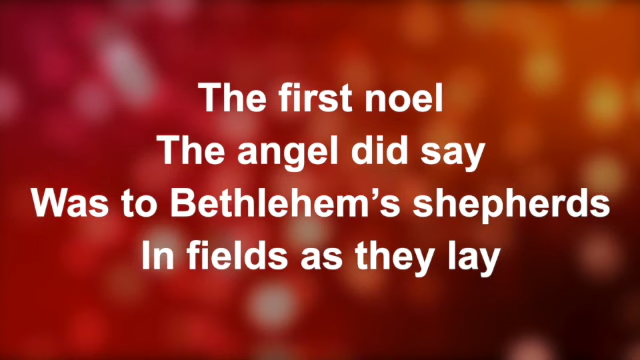 The first noel
The angel did say
Was to Bethlehem’s shepherds
In fields as they lay